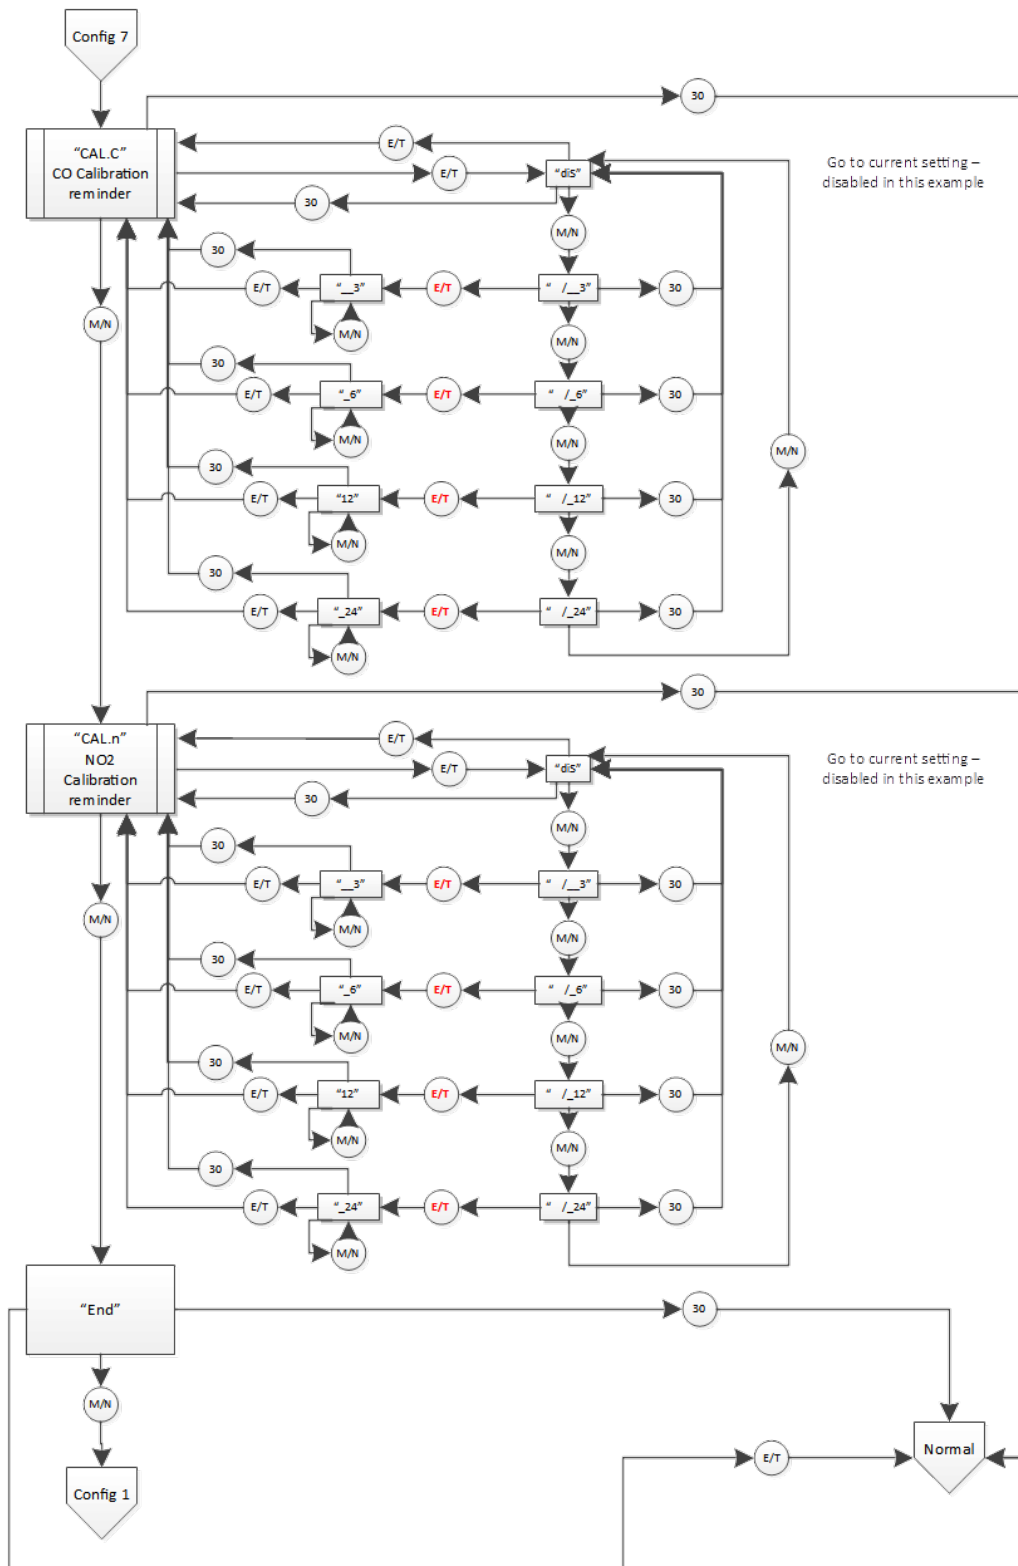 Config 7
30
"CAL.C"
CO Calibration
reminder
E/T
E/T
"diS"
Go to current setting –
disabled in this example
30
M/N
30
E/T
"__3"
E/T
"  /__3"
30
M/N
M/N
M/N
30
E/T
"_6"
E/T
"  /_6"
30
M/N
M/N
M/N
30
E/T
"12"
E/T
"  /_12"
30
M/N
M/N
30
E/T
"_24"
E/T
"  /_24"
30
M/N
30
"CAL.n"
NO2
Calibration
reminder
E/T
E/T
"diS"
Go to current setting –
disabled in this example
30
M/N
30
E/T
"__3"
E/T
"  /__3"
30
M/N
M/N
M/N
30
E/T
"_6"
E/T
"  /_6"
30
M/N
M/N
M/N
30
E/T
"12"
E/T
"  /_12"
30
M/N
M/N
30
E/T
"_24"
E/T
"  /_24"
30
M/N
"End"
30
M/N
Normal
E/T
Config 1